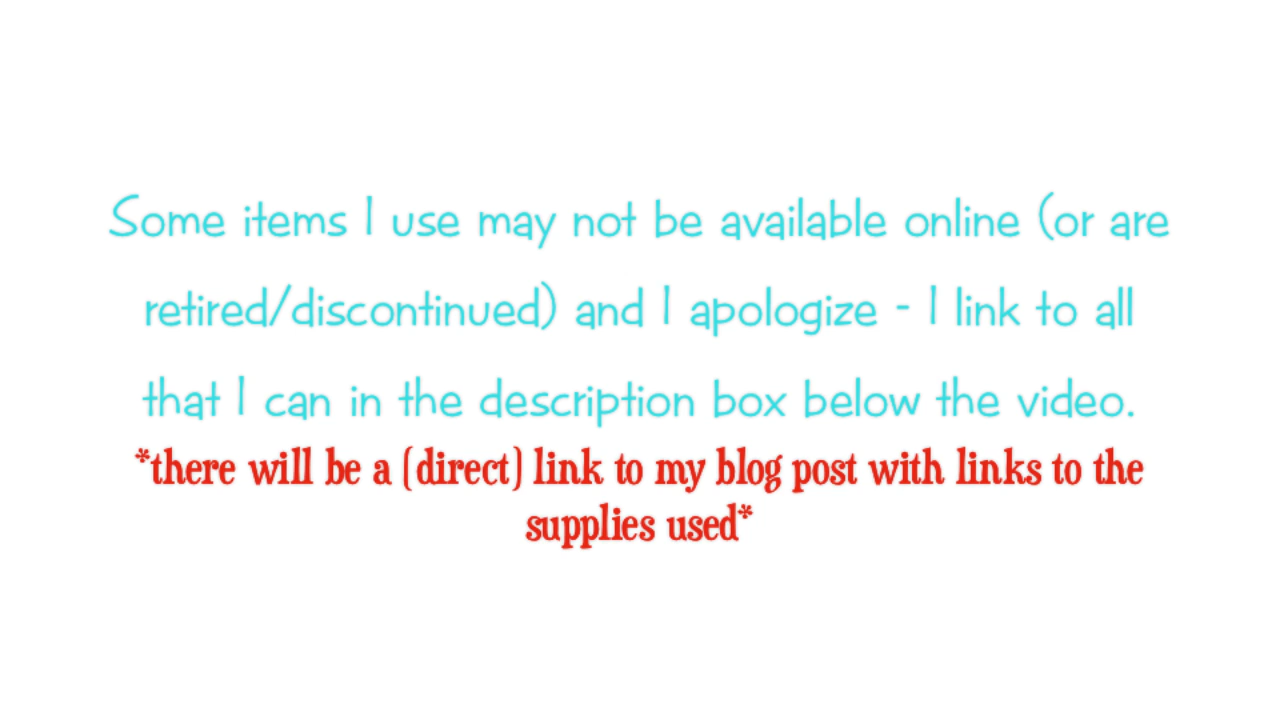 Some items I use may not be available online (or are
retired/discontinued) and I apologize - I link to all
that I can in the description box below the video.
*there will be a (direct) link to my blog post with links to the
supplies used*